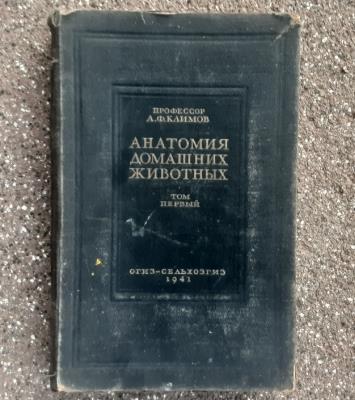 ПРОФЕССОР
А.Ф.КЛИМОВ
АНАТОМИЯ
ДОМАШНИХ
ЖИВОТНЫХ
ТОМ
ПЕРВЫЙ
ОГИЗ–СЕЛЬХОЗГИЗ
1941